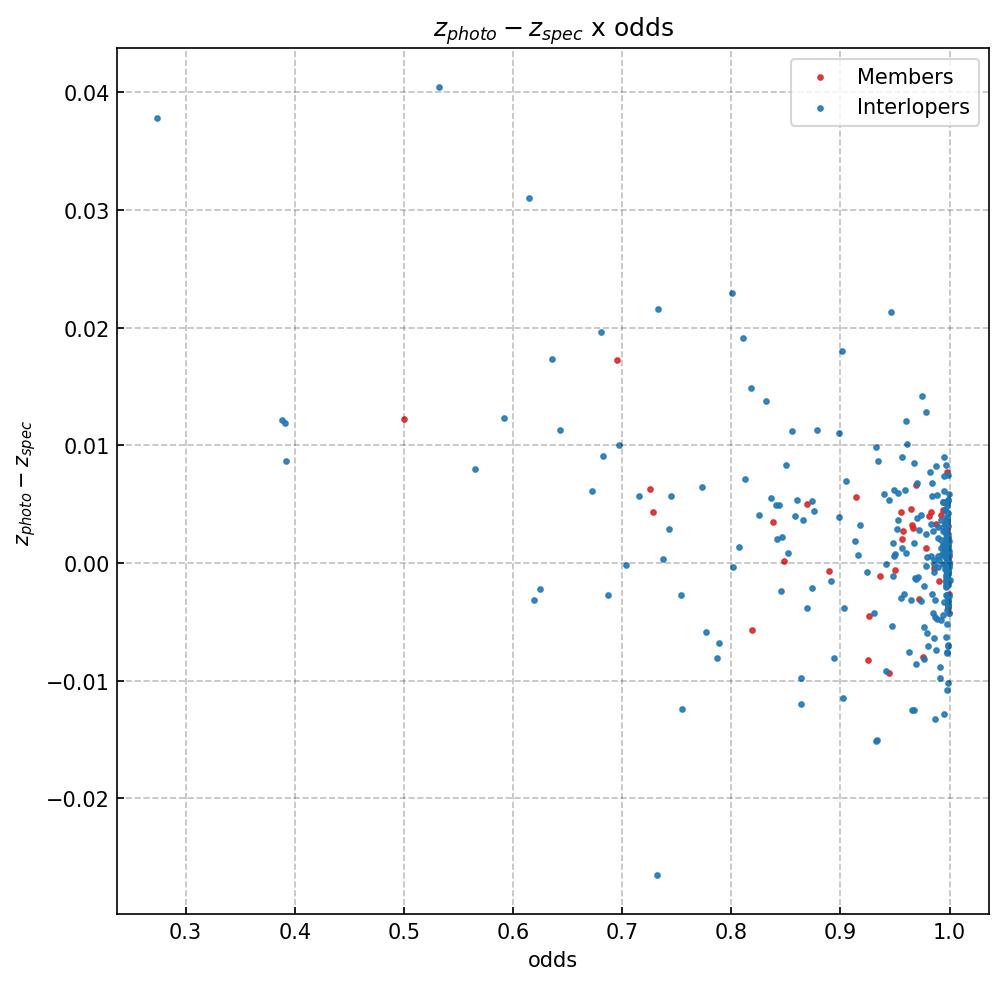 z_photo − z_spec x odds
Members
Interlopers
z_photo − z_spec
0.04
0.03
0.02
0.01
0.00
−0.01
−0.02
0.3 0.4 0.5 0.6 0.7 0.8 0.9 1.0
odds